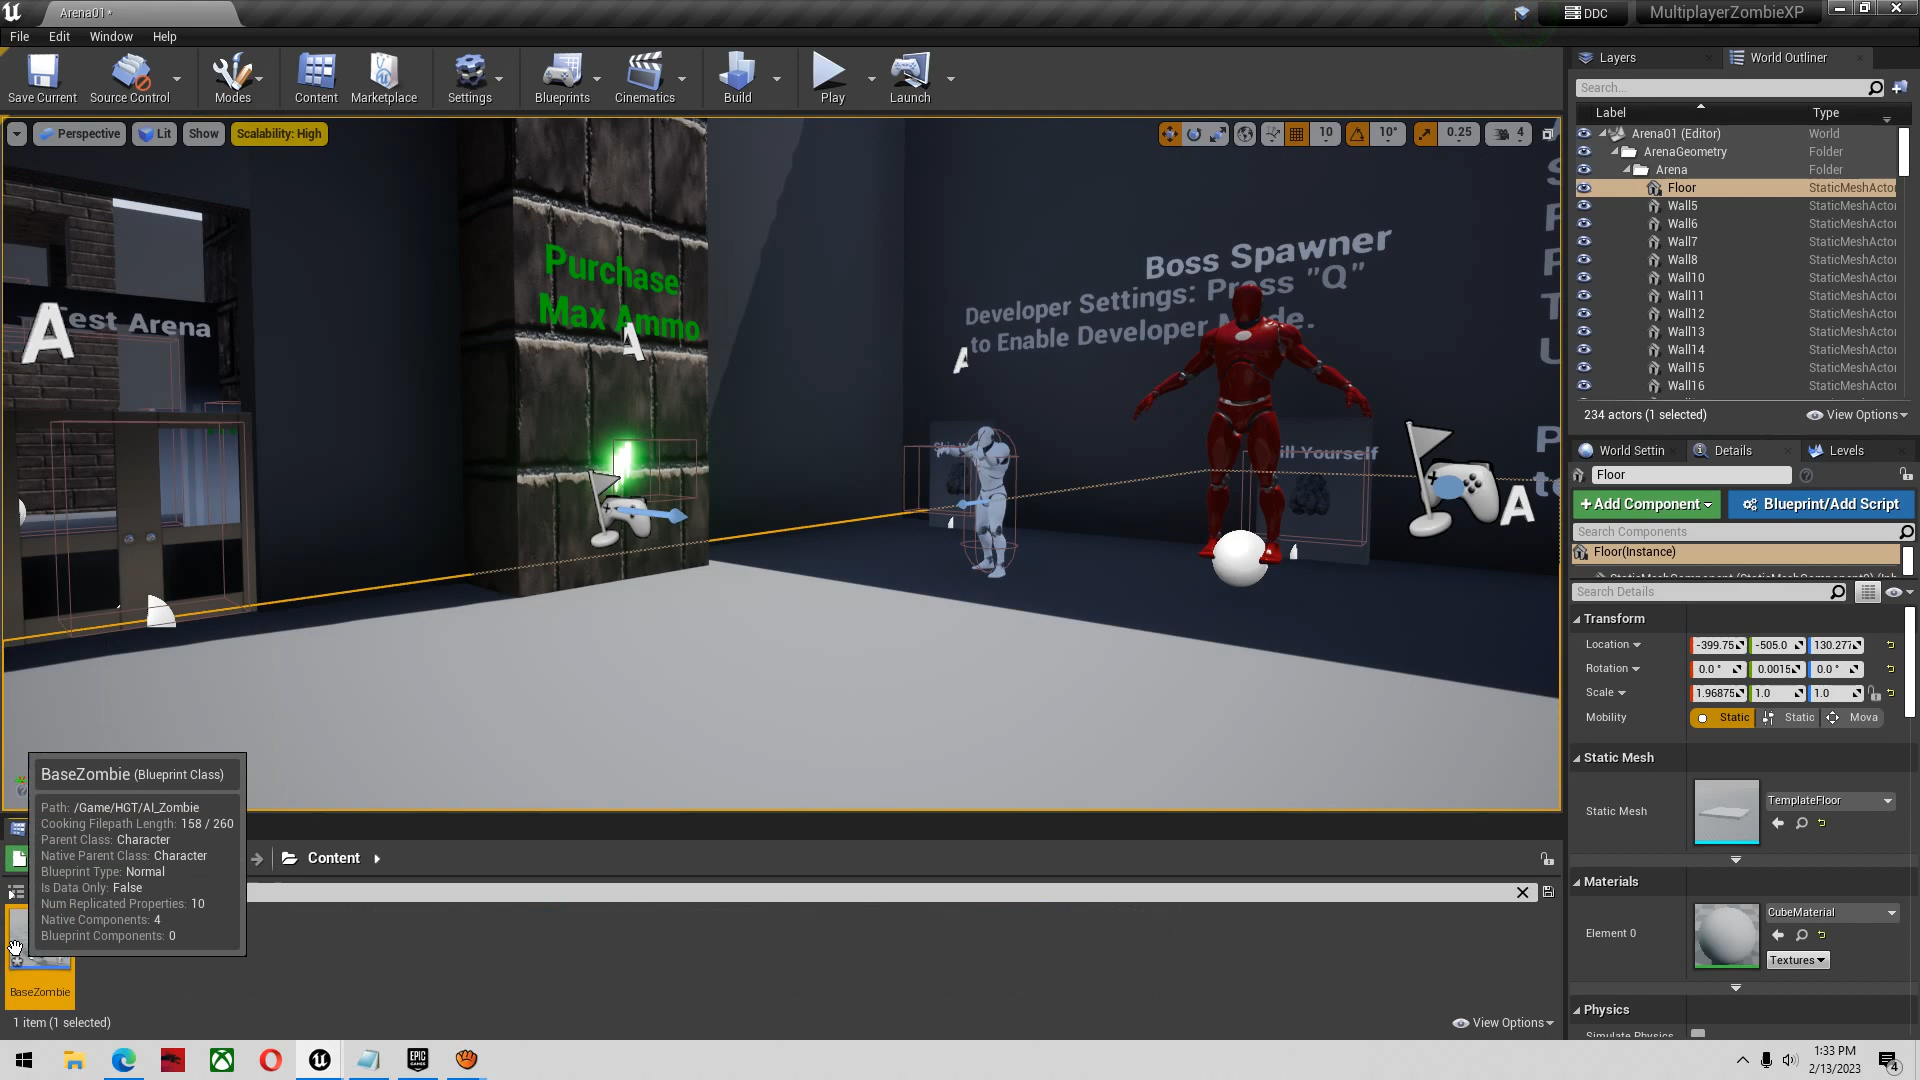 Arena01*
DDC
MultiplayerZombieXP
File
Edit
Window
Help
Save Current
Source Control
Modes
Content
Marketplace
Settings
Blueprints
Cinematics
Build
Play
Launch
Perspective
Lit
Show
Scalability: High
10
10°
0.25
4
Test Arena
Purchase
Max Ammo
Boss Spawner
Developer Settings: Press "Q"
to Enable Developer Mode.
ill Yourself
A
A
A
A
BaseZombie (Blueprint Class)
Path: /Game/HGT/AI_Zombie
Cooking Filepath Length: 158 / 260
Parent Class: Character
Native Parent Class: Character
Blueprint Type: Normal
Is Data Only: False
Num Replicated Properties: 10
Native Components: 4
Blueprint Components: 0
Content
BaseZombie
1 item (1 selected)
View Options
Layers
World Outliner
Search...
Label
Type
Arena01 (Editor)
World
ArenaGeometry
Folder
Arena
Folder
Floor
StaticMeshActor
Wall5
StaticMeshActor
Wall6
StaticMeshActor
Wall7
StaticMeshActor
Wall8
StaticMeshActor
Wall10
StaticMeshActor
Wall11
StaticMeshActor
Wall12
StaticMeshActor
Wall13
StaticMeshActor
Wall14
StaticMeshActor
Wall15
StaticMeshActor
Wall16
StaticMeshActor
234 actors (1 selected)
View Options
World Settin
Details
Levels
Floor
+Add Component
Blueprint/Add Script
Search Components
Floor(Instance)
Search Details
Transform
Location
-399.75
-505.0
130.277
Rotation
0.0 °
0.0015
0.0 °
Scale
1.96875
1.0
1.0
Mobility
Static
Static
Mova
Static Mesh
Static Mesh
TemplateFloor
Materials
Element 0
CubeMaterial
Textures
Physics
Simulate Physics
1:33 PM
2/13/2023
4